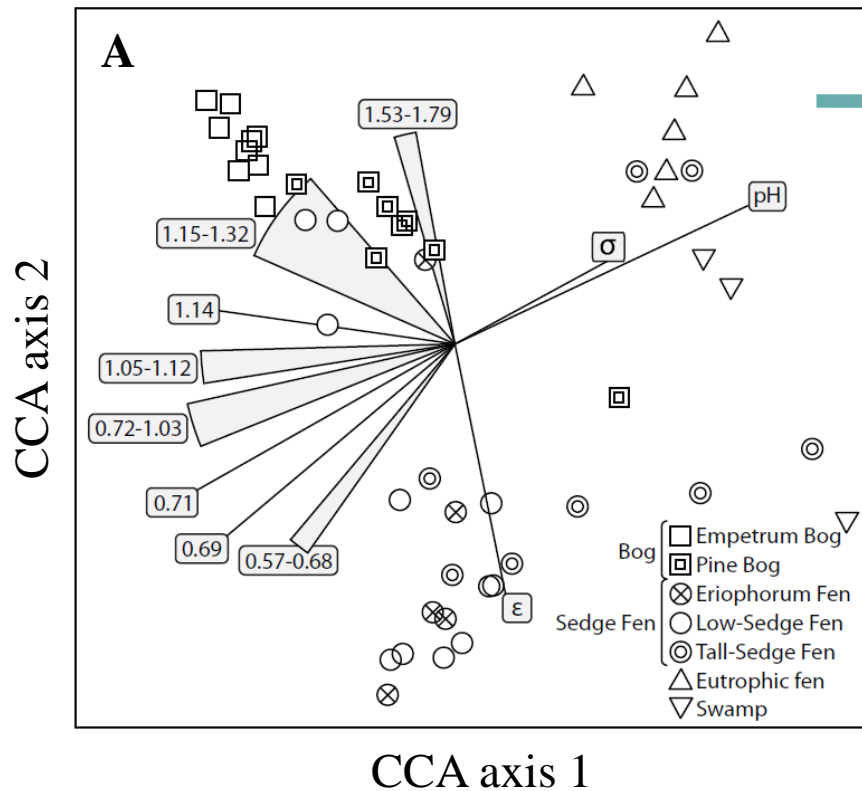 A
1.53-1.79
pH
1.15-1.32
σ
1.14
1.05-1.12
0.72-1.03
0.71
0.69
0.57-0.68
ε
Bog
Empetrum Bog
Pine Bog
Sedge Fen
Eriophorum Fen
Low-Sedge Fen
Tall-Sedge Fen
Eutrophic fen
Swamp
CCA axis 2
CCA axis 1